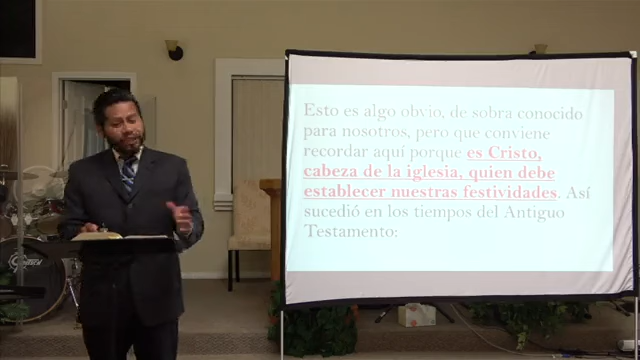 Esto es algo obvio, de sobra conocido
para nosotros, pero que conviene
recordar aquí porque es Cristo,
cabeza de la iglesia, quien debe
establecer nuestras festividades. Así
sucedió en los tiempos del Antiguo
Testamento: